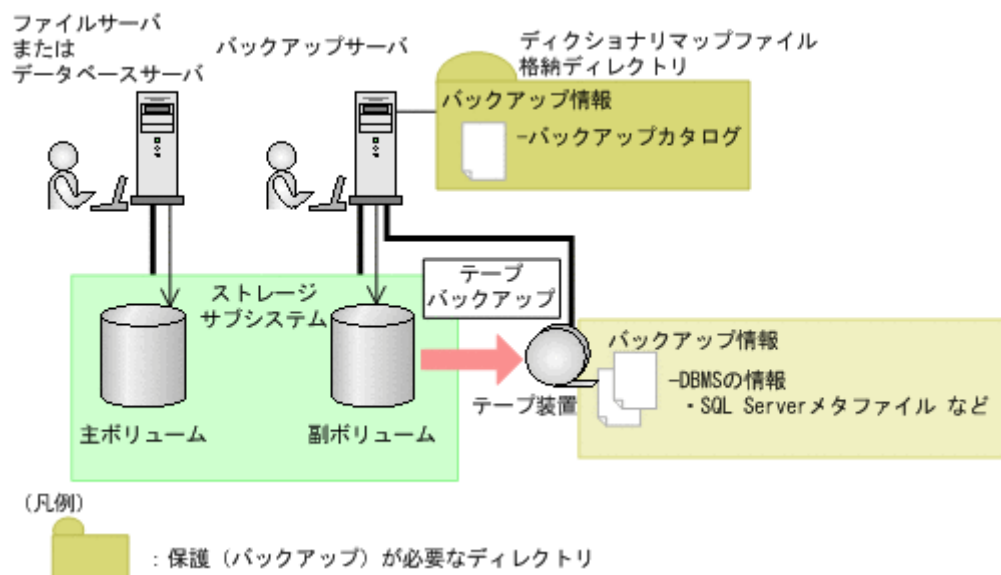 ファイルサーバ
または
データベースサーバ
バックアップサーバ
ディクショナリマップファイル
格納ディレクトリ
バックアップ情報
−バックアップカタログ
ストレージ
サブシステム
テープ
バックアップ
主ボリューム
副ボリューム
テープ装置
バックアップ情報
−DBMSの情報
・SQL Serverメタファイル など
(凡例)
：保護（バックアップ）が必要なディレクトリ